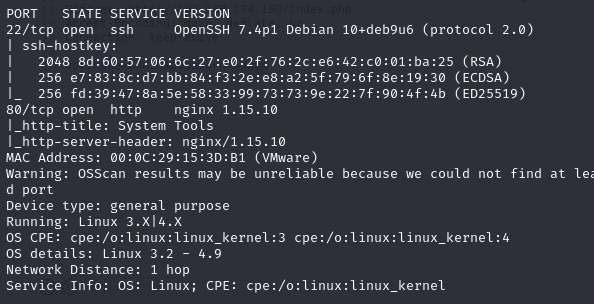 PORT   STATE SERVICE VERSION
22/tcp open  ssh     OpenSSH 7.4p1 Debian 10+deb9u6 (protocol 2.0)
| ssh-hostkey:
|   2048 8d:60:57:06:6c:27:e0:2f:76:2c:e6:42:c0:01:ba:25 (RSA)
|   256 e7:83:8c:d7:bb:84:f3:2e:e8:a2:5f:79:6f:8e:19:30 (ECDSA)
|_  256 fd:39:47:8a:5e:58:33:99:73:73:9e:22:7f:90:4f:4b (ED25519)
80/tcp open  http    nginx 1.15.10
|_http-title: System Tools
|_http-server-header: nginx/1.15.10
MAC Address: 00:0C:29:15:3D:B1 (VMware)
Warning: OSScan results may be unreliable because we could not find at lea
d port
Device type: general purpose
Running: Linux 3.X|4.X
OS CPE: cpe:/o:linux:linux_kernel:3 cpe:/o:linux:linux_kernel:4
OS details: Linux 3.2 - 4.9
Network Distance: 1 hop
Service Info: OS: Linux; CPE: cpe:/o:linux:linux_kernel